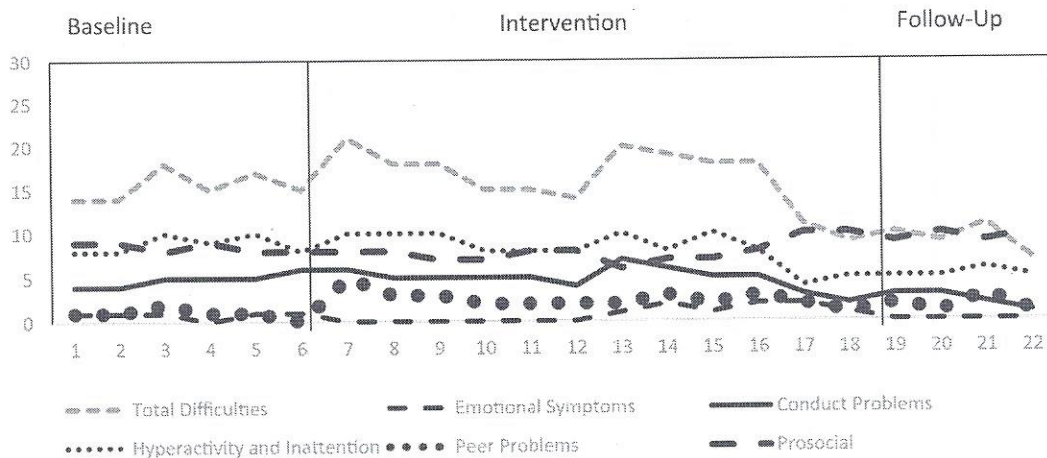 Baseline Intervention Follow-Up
30
25
20
15
10
5
0
1 2 3 4 5 6 7 8 9 10 11 12 13 14 15 16 17 18 19 20 21 22
Total Difficulties Emotional Symptoms Conduct Problems
Hyperactivity and Inattention Peer Problems Prosocial